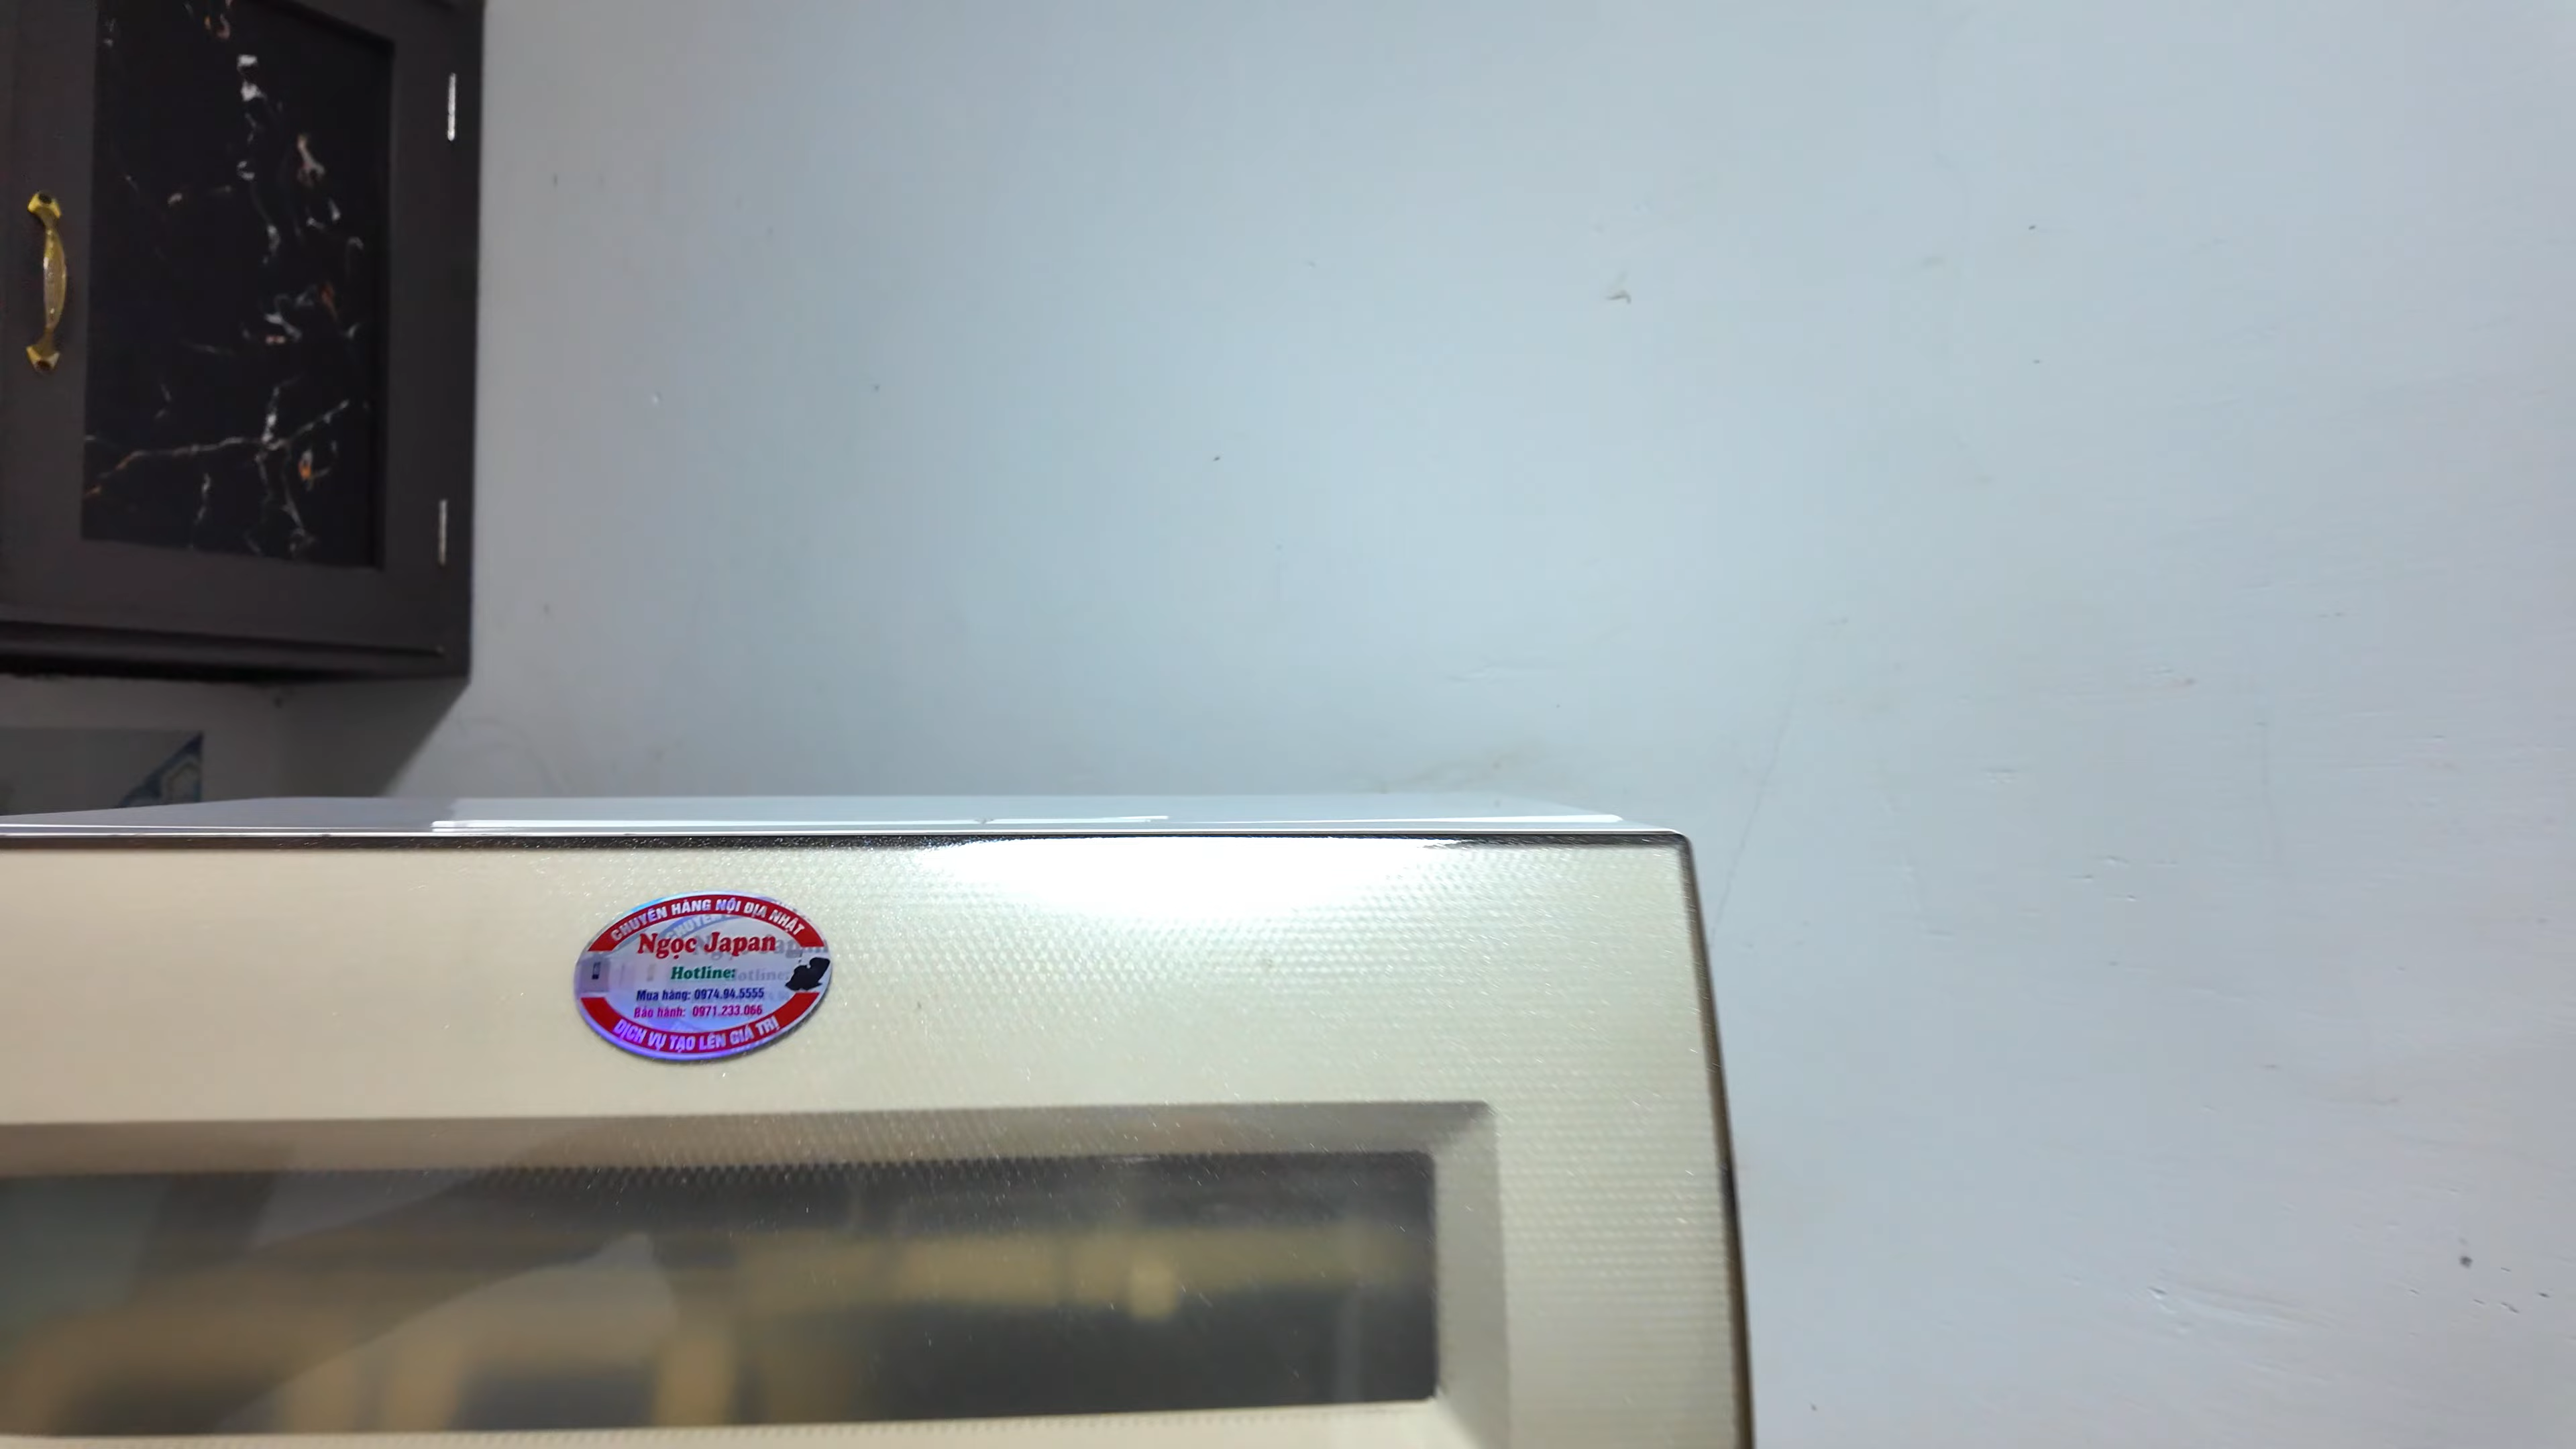 CHUYÊN HÀNG NỘI ĐỊA NHẬT
Ngọc Japan
Hotline:
Mua hàng: 0974.94.5555
Bảo hành: 0971.233.066
DỊCH VỤ TẠO LÊN GIÁ TRỊ